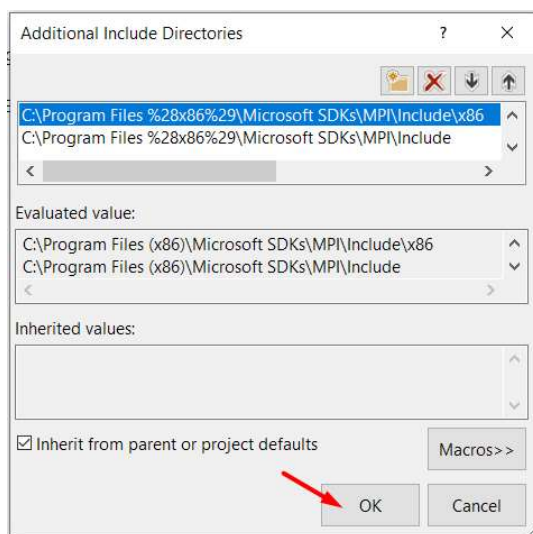 Additional Include Directories
C:\Program Files %28x86%29\Microsoft SDKs\MPI\Include\x86
C:\Program Files %28x86%29\Microsoft SDKs\MPI\Include
Evaluated value:
C:\Program Files (x86)\Microsoft SDKs\MPI\Include\x86
C:\Program Files (x86)\Microsoft SDKs\MPI\Include
Inherited values:
Inherit from parent or project defaults
Macros>>
OK Cancel